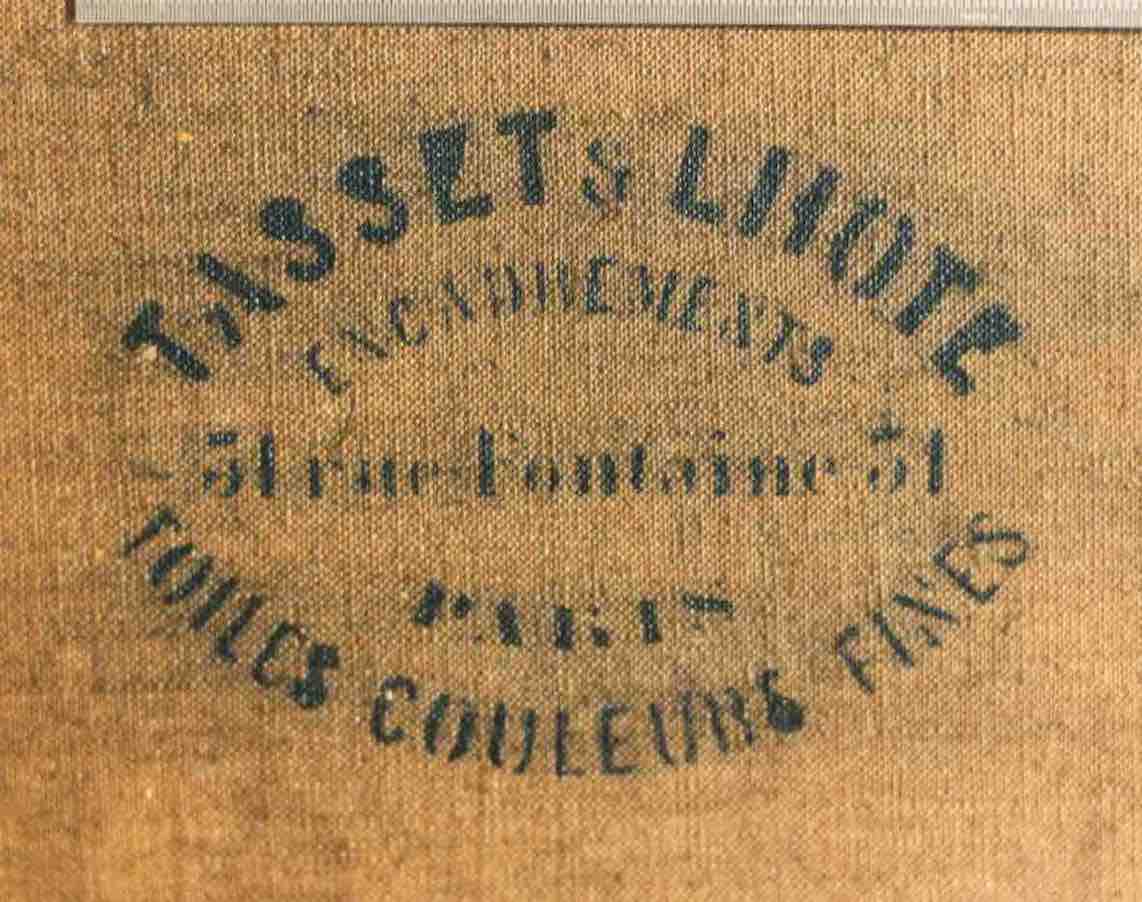 TASSET & LHOTE
ENCADREMENTS
31 rue Fontaine 31
PARIS
TOILES COULEURS FINES